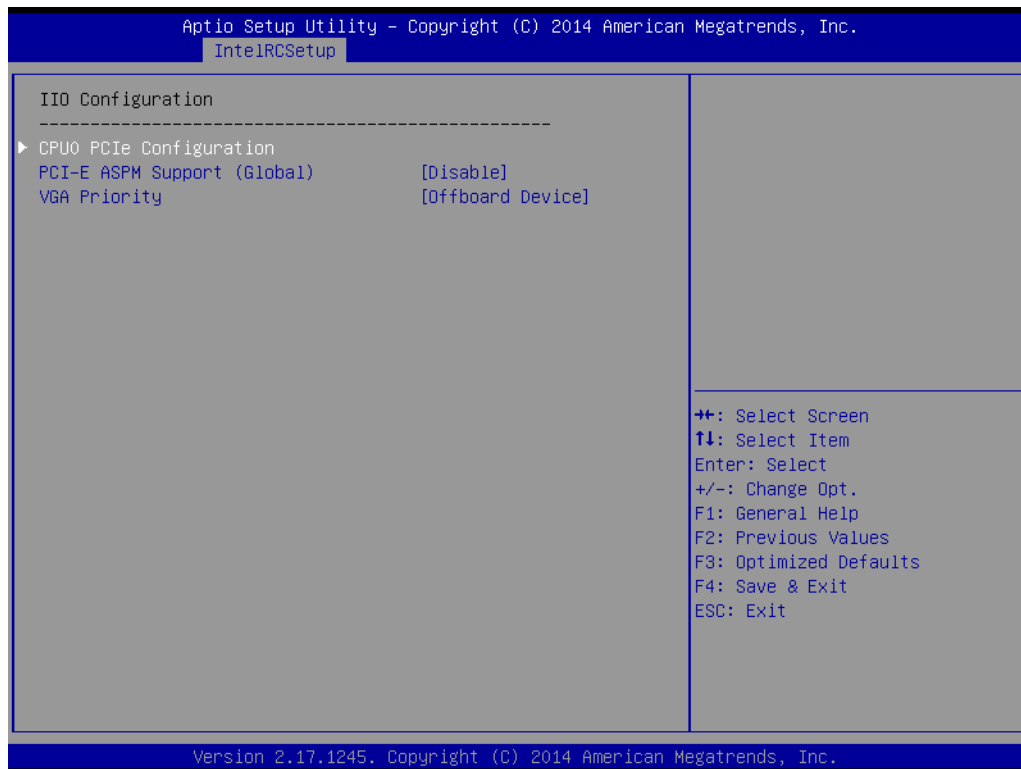 Aptio Setup Utility – Copyright (C) 2014 American Megatrends, Inc.
IntelRCSetup
IIO Configuration
--------------------------------------------------
► CPU0 PCIe Configuration
PCI-E ASPM Support (Global) [Disable]
VGA Priority [Offboard Device]
→←: Select Screen
↑↓: Select Item
Enter: Select
+/-: Change Opt.
F1: General Help
F2: Previous Values
F3: Optimized Defaults
F4: Save & Exit
ESC: Exit
Version 2.17.1245. Copyright (C) 2014 American Megatrends, Inc.